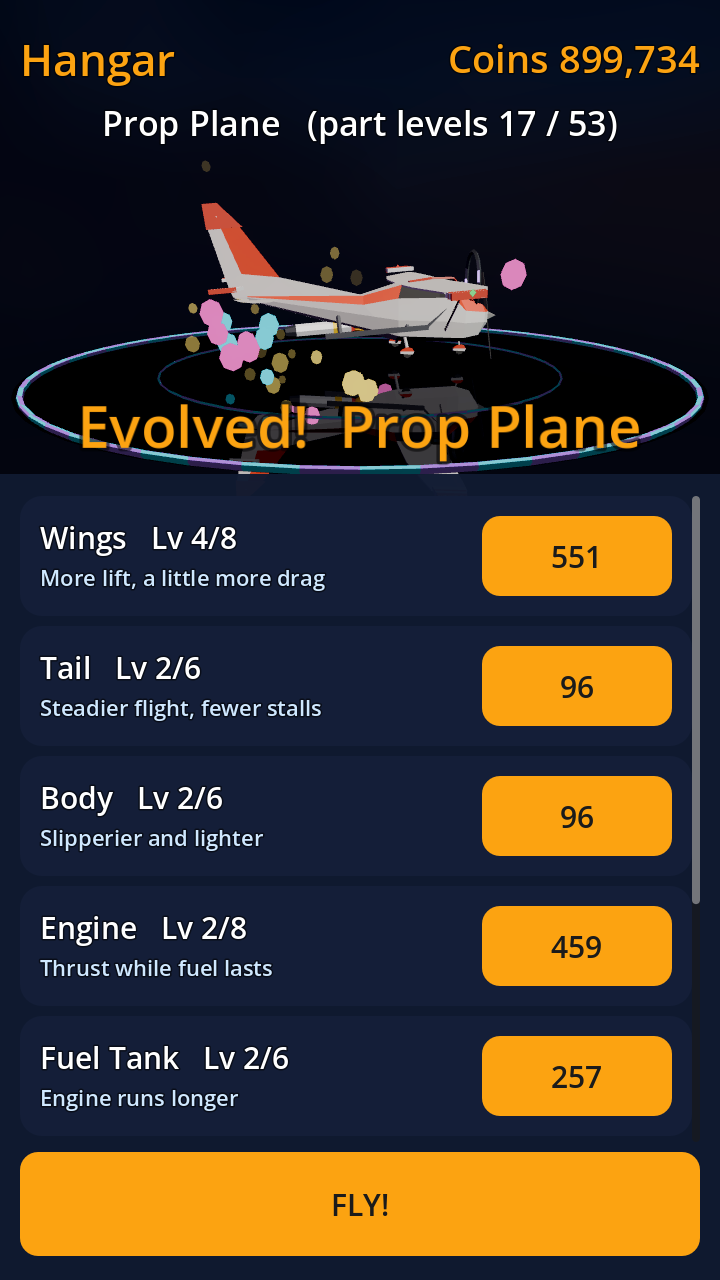 Hangar
Coins 899,734
Prop Plane (part levels 17 / 53)
Evolved! Prop Plane
Wings Lv 4/8
More lift, a little more drag
551
Tail Lv 2/6
Steadier flight, fewer stalls
96
Body Lv 2/6
Slipperier and lighter
96
Engine Lv 2/8
Thrust while fuel lasts
459
Fuel Tank Lv 2/6
Engine runs longer
257
FLY!